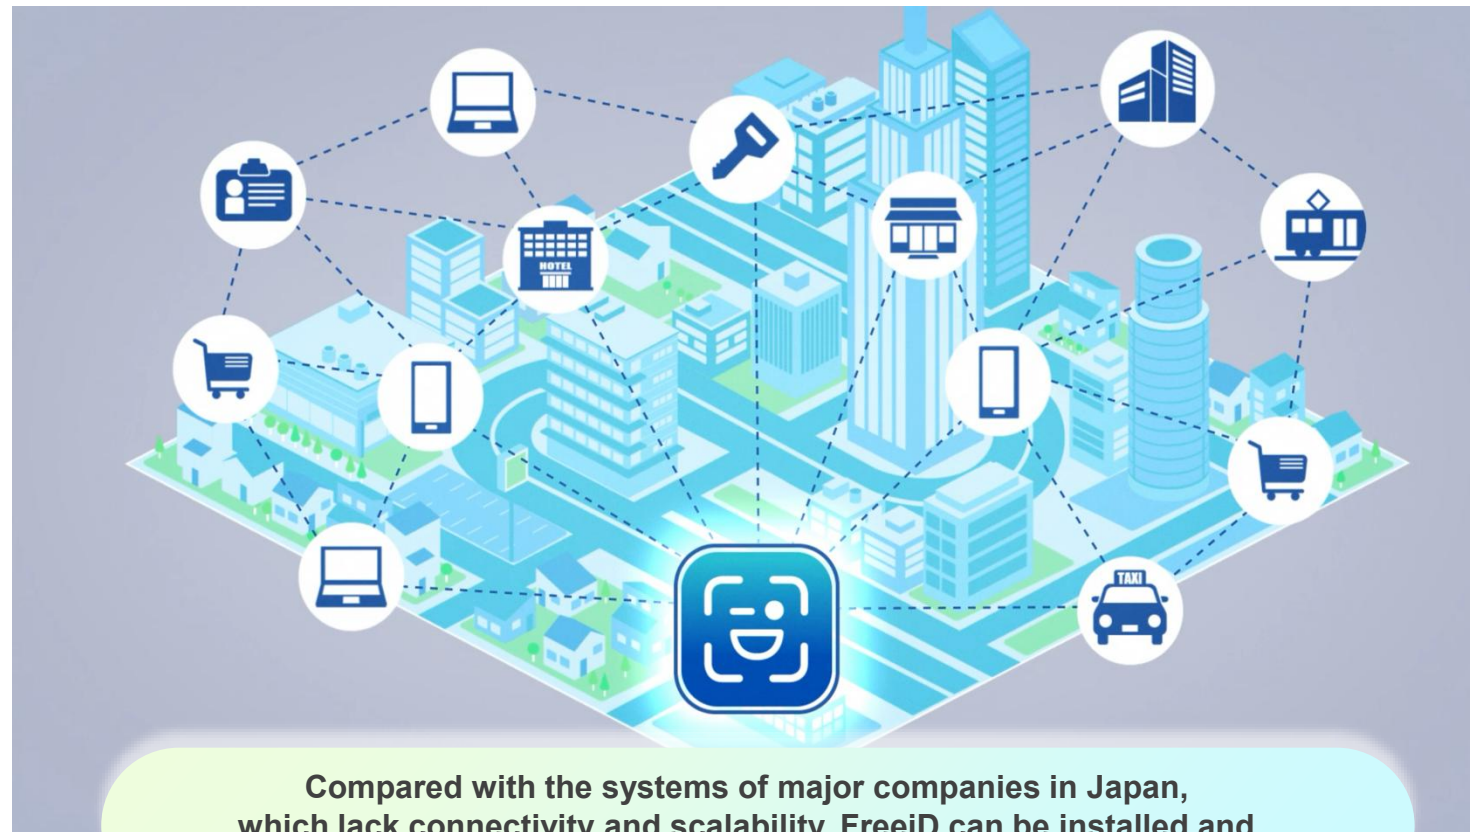 HOTEL
TAXI
Compared with the systems of major companies in Japan,
which lack connectivity and scalability, FreeiD can be installed and